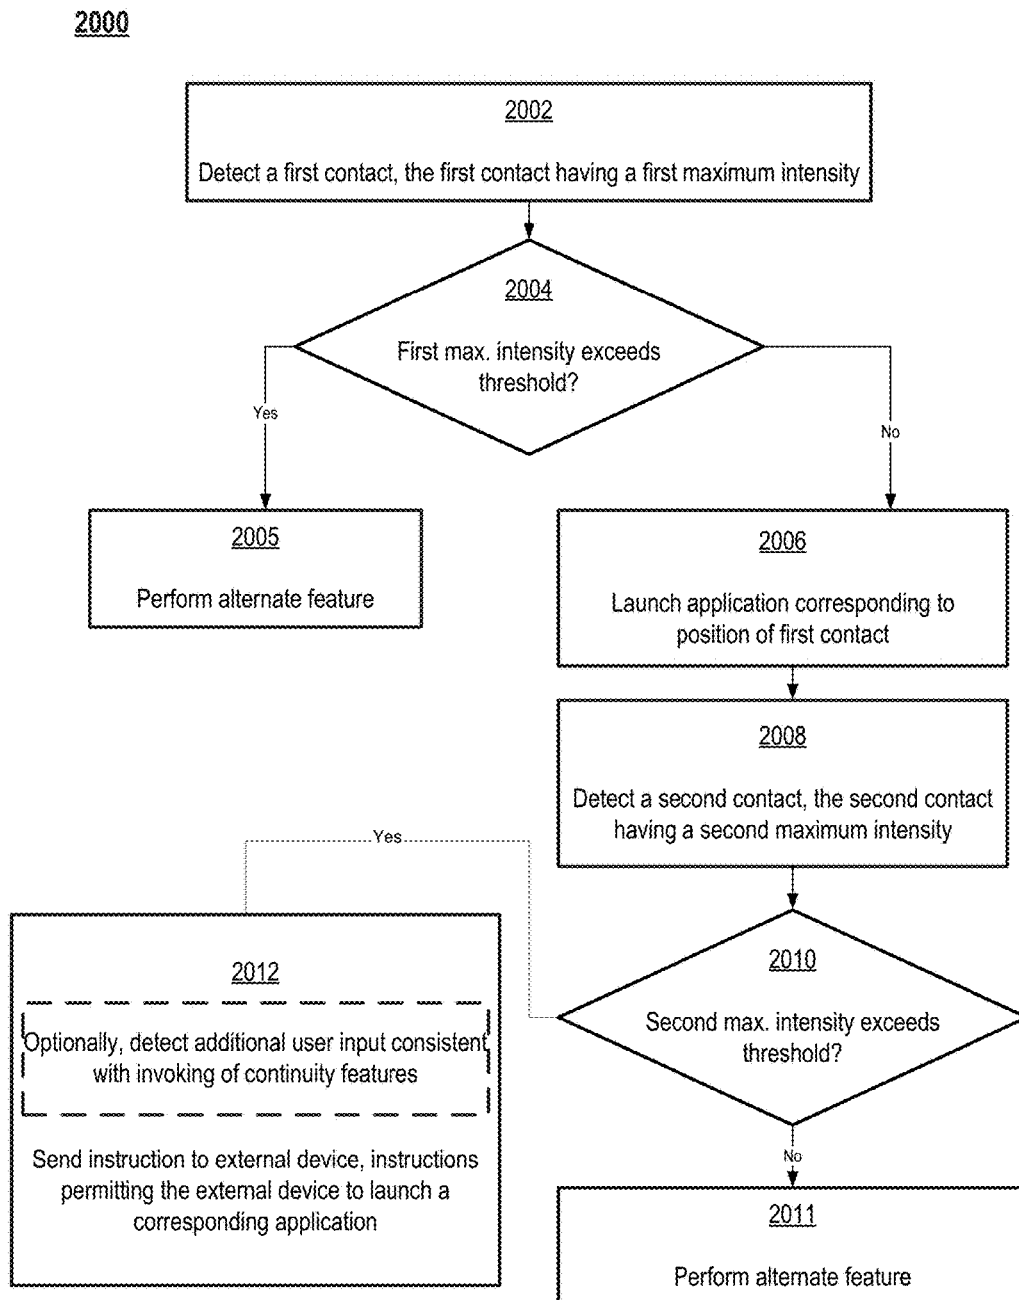 2000
2002
Detect a first contact, the first contact having a first maximum intensity
2004
First max. intensity exceeds
threshold?
Yes
No
2005
Perform alternate feature
2006
Launch application corresponding to
position of first contact
2008
Detect a second contact, the second contact
having a second maximum intensity
Yes
2010
Second max. intensity exceeds
threshold?
2012
Optionally, detect additional user input consistent
with invoking of continuity features
Send instruction to external device, instructions
permitting the external device to launch a
corresponding application
No
2011
Perform alternate feature